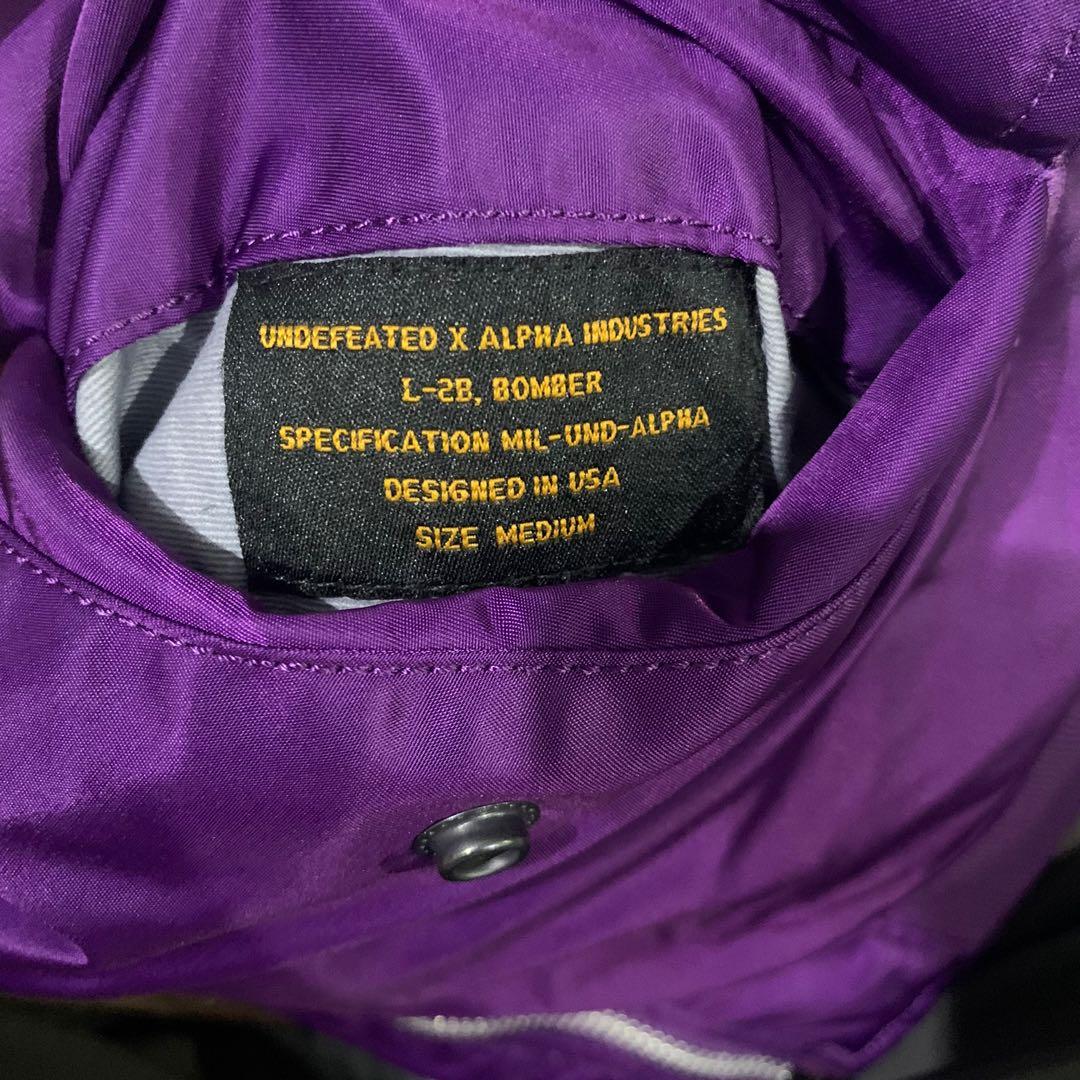 UNDEFEATED X ALPHA INDUSTRIES
L-2B, BOMBER
SPECIFICATION MIL-UND-ALPHA
DESIGNED IN USA
SIZE MEDIUM